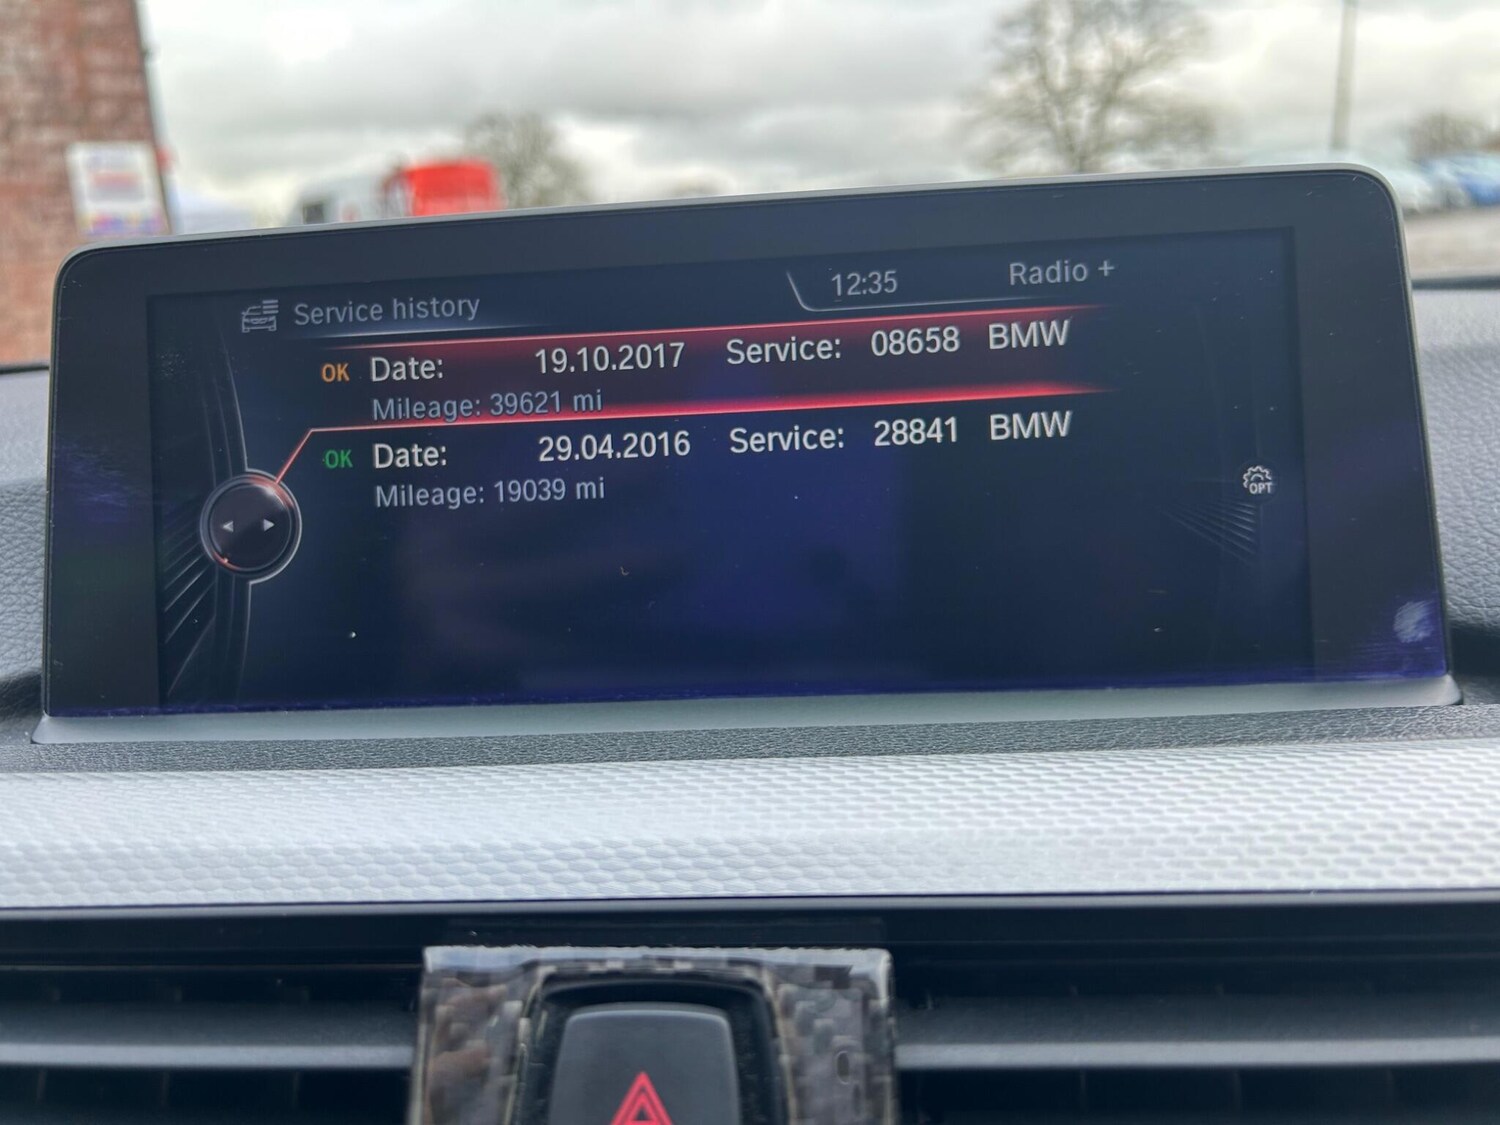 Service history
12:35
Radio +
OK Date: 19.10.2017 Service: 08658 BMW
Mileage: 39621 mi
OK Date: 29.04.2016 Service: 28841 BMW
Mileage: 19039 mi
OPT